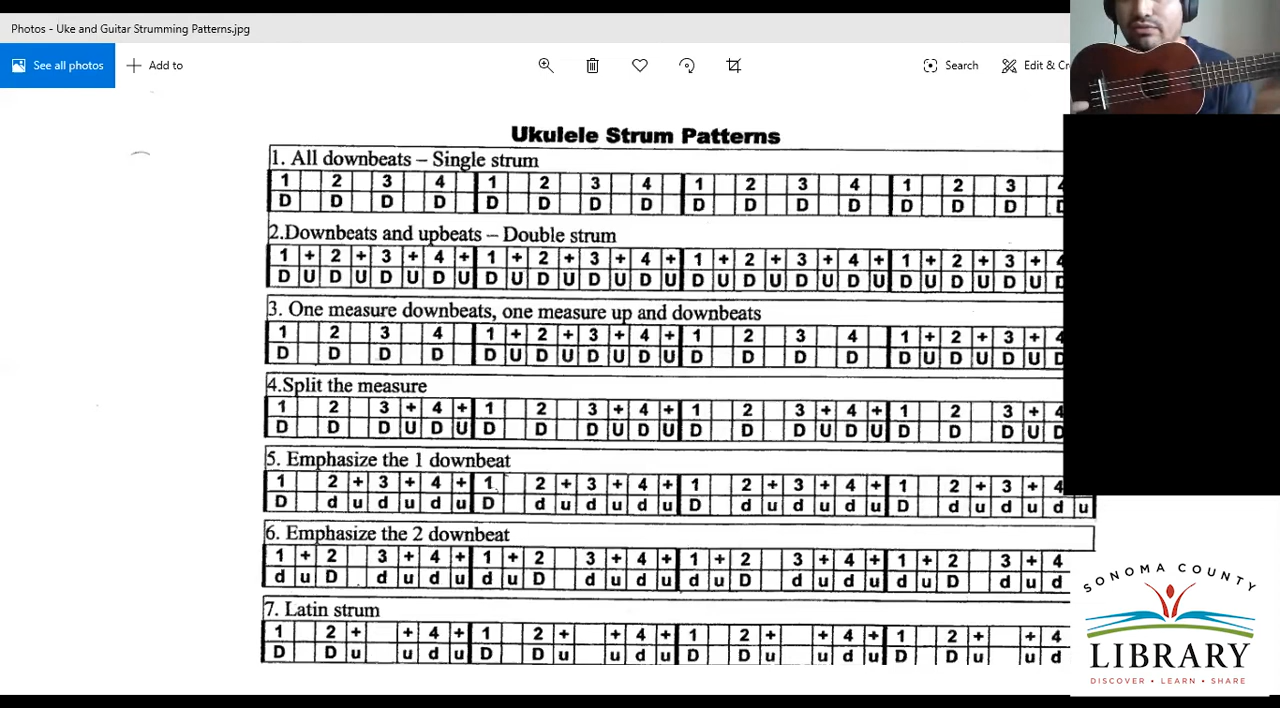 Photos - Uke and Guitar Strumming Patterns.jpg
See all photos
Add to
Search
Edit & Cr
Ukulele Strum Patterns
1. All downbeats – Single strum
1 2 3 4 1 2 3 4 1 2 3 4 1 2 3 4
D D D D D D D D D D D D D D D D
2.Downbeats and upbeats – Double strum
1 + 2 + 3 + 4 + 1 + 2 + 3 + 4 + 1 + 2 + 3 + 4 + 1 + 2 + 3 + 4
D U D U D U D U D U D U D U D U D U D U D U D U D U D U D U D
3. One measure downbeats, one measure up and downbeats
1 2 3 4 1 + 2 + 3 + 4 + 1 2 3 4 1 + 2 + 3 + 4
D D D D D U D U D U D U D D D D D U D U D U D
4.Split the measure
1 2 3 + 4 + 1 2 3 + 4 + 1 2 3 + 4 + 1 2 3 + 4
D D D U D U D D D U D U D D D U D U D D D U D
5. Emphasize the 1 downbeat
1 2 + 3 + 4 + 1 2 + 3 + 4 + 1 2 + 3 + 4 + 1 2 + 3 + 4
D d u d u d u D d u d u d u D d u d u d u D d u d u d u
6. Emphasize the 2 downbeat
1 + 2 3 + 4 + 1 + 2 3 + 4 + 1 + 2 3 + 4 + 1 + 2 3 + 4
d u D d u d u d u D d u d u d u D d u d u d u D d u d
7. Latin strum
1 2 + + 4 + 1 2 + + 4 + 1 2 + + 4 + 1 2 + + 4
D D u u d u D D u u d u D D u u d u D D u u d
SONOMA COUNTY
LIBRARY
DISCOVER • LEARN • SHARE